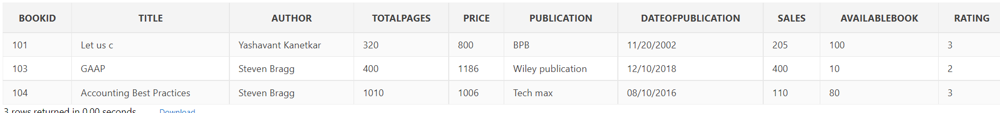 BOOKID TITLE AUTHOR TOTALPAGES PRICE PUBLICATION DATEOFPUBLICATION SALES AVAILABLEBOOK RATING
101 Let us c Yashavant Kanetkar 320 800 BPB 11/20/2002 205 100 3
103 GAAP Steven Bragg 400 1186 Wiley publication 12/10/2018 400 10 2
104 Accounting Best Practices Steven Bragg 1010 1006 Tech max 08/10/2016 110 80 3
3 rows returned in 0.00 seconds Download